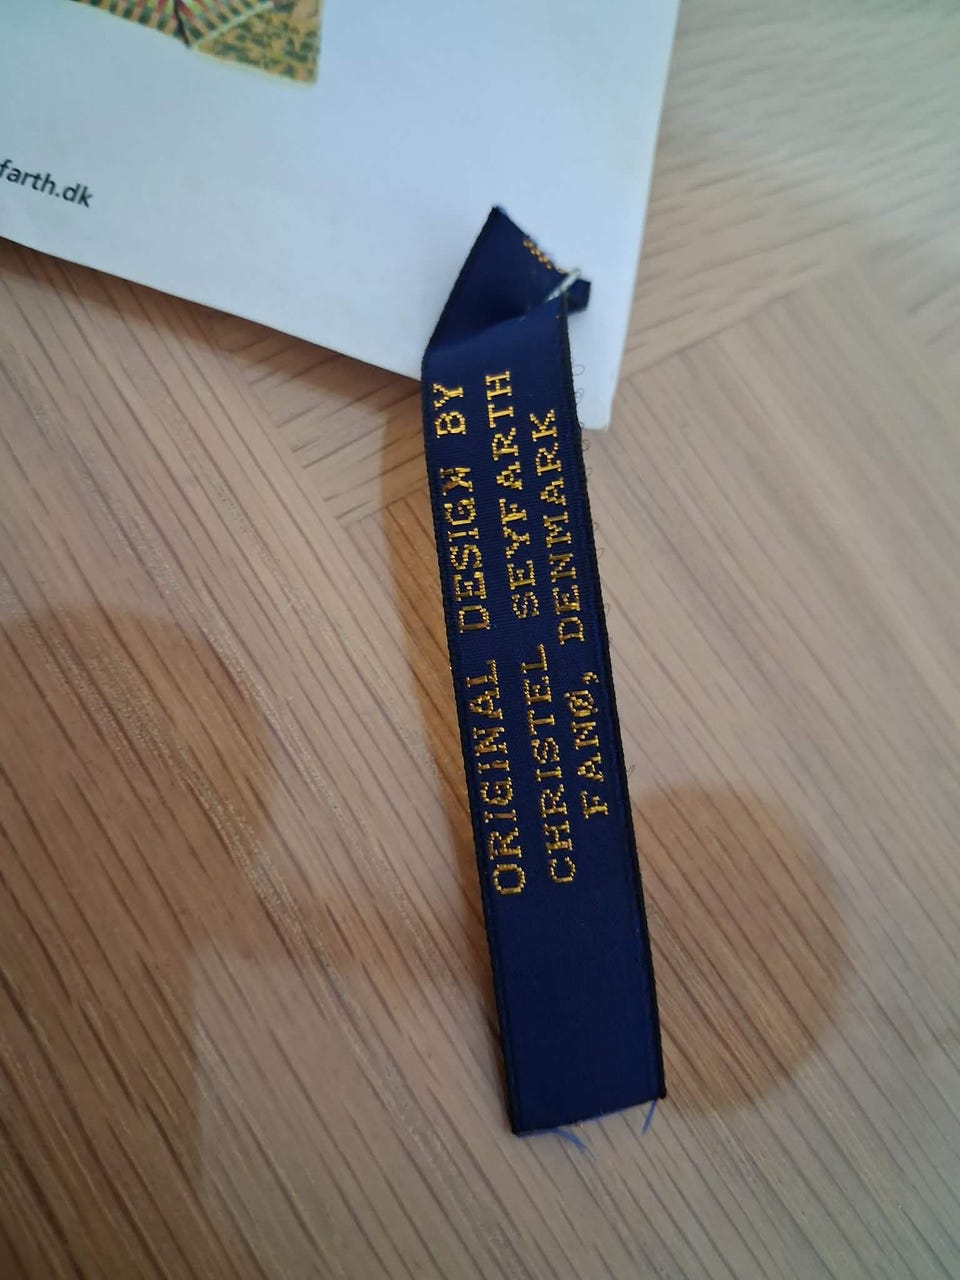 farth.dk
ORIGINAL DESIGN BY
CHRISTEL SEYFARTH
FANØ, DENMARK